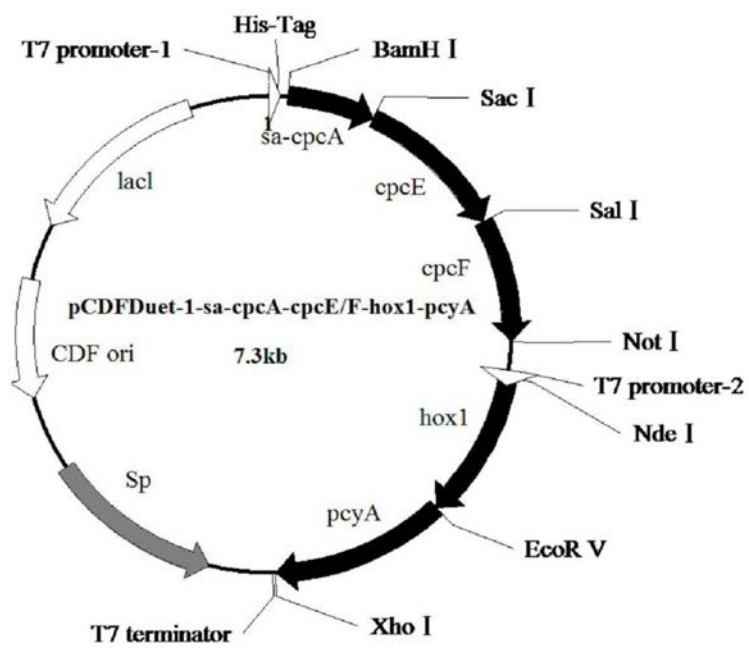 His-Tag
T7 promoter-1
BamH I
Sac I
1
sa-cpcA
lacI
cpcE
Sal I
cpcF
pCDFDuet-1-sa-cpcA-cpcE/F-hox1-pcyA
CDF ori
7.3kb
Not I
T7 promoter-2
hox1
Nde I
Sp
pcyA
EcoR V
T7 terminator
Xho I